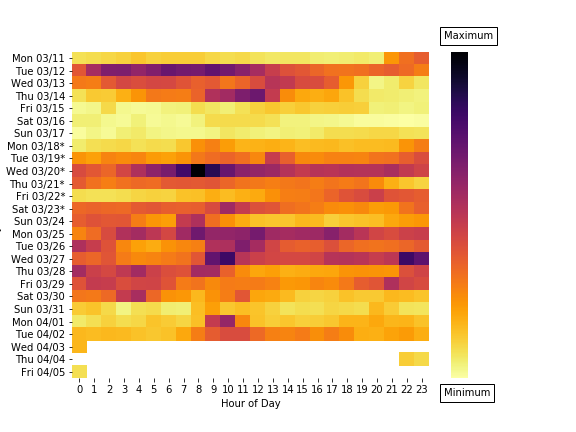 Maximum
Mon 03/11
Tue 03/12
Wed 03/13
Thu 03/14
Fri 03/15
Sat 03/16
Sun 03/17
Mon 03/18*
Tue 03/19*
Wed 03/20*
Thu 03/21*
Fri 03/22*
Sat 03/23*
Sun 03/24
Mon 03/25
Tue 03/26
Wed 03/27
Thu 03/28
Fri 03/29
Sat 03/30
Sun 03/31
Mon 04/01
Tue 04/02
Wed 04/03
Thu 04/04
Fri 04/05
0 1 2 3 4 5 6 7 8 9 10 11 12 13 14 15 16 17 18 19 20 21 22 23
Hour of Day
Minimum